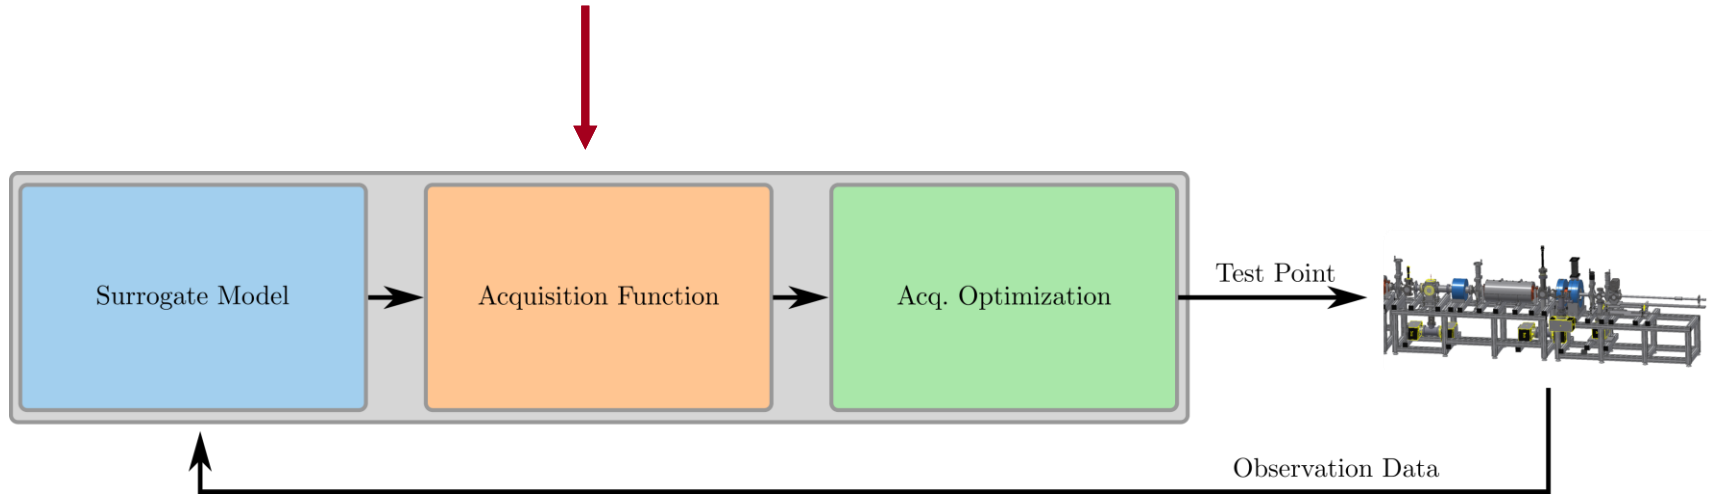 Surrogate Model
Acquisition Function
Acq. Optimization
Test Point
Observation Data